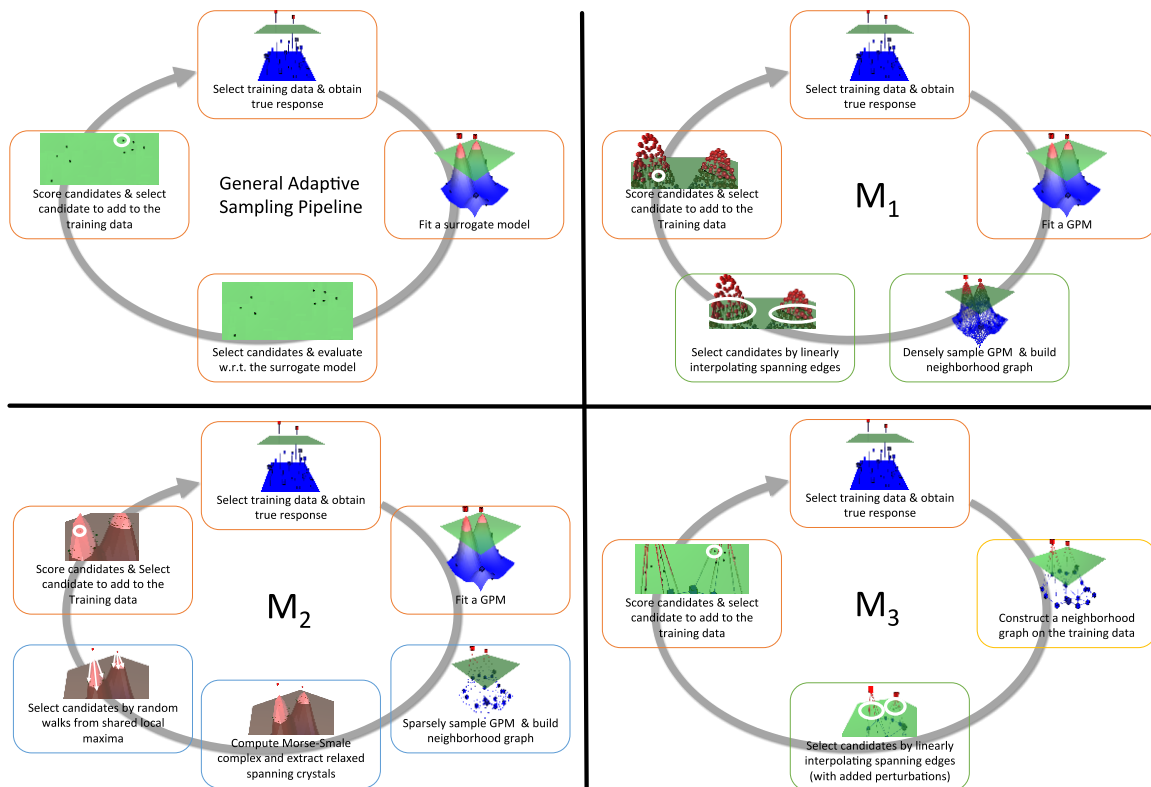 Select training data & obtain
true response
Score candidates & select
candidate to add to the
training data
General Adaptive
Sampling Pipeline
Fit a surrogate model
Select candidates & evaluate
w.r.t. the surrogate model
Select training data & obtain
true response
Score candidates & select
candidate to add to the
Training data
M1
Fit a GPM
Select candidates by linearly
interpolating spanning edges
Densely sample GPM & build
neighborhood graph
Select training data & obtain
true response
Score candidates & Select
candidate to add to the
Training data
M2
Fit a GPM
Select candidates by random
walks from shared local
maxima
Compute Morse-Smale
complex and extract relaxed
spanning crystals
Sparsely sample GPM & build
neighborhood graph
Select training data & obtain
true response
Score candidates & select
candidate to add to the
training data
M3
Construct a neighborhood
graph on the training data
Select candidates by linearly
interpolating spanning edges
(with added perturbations)